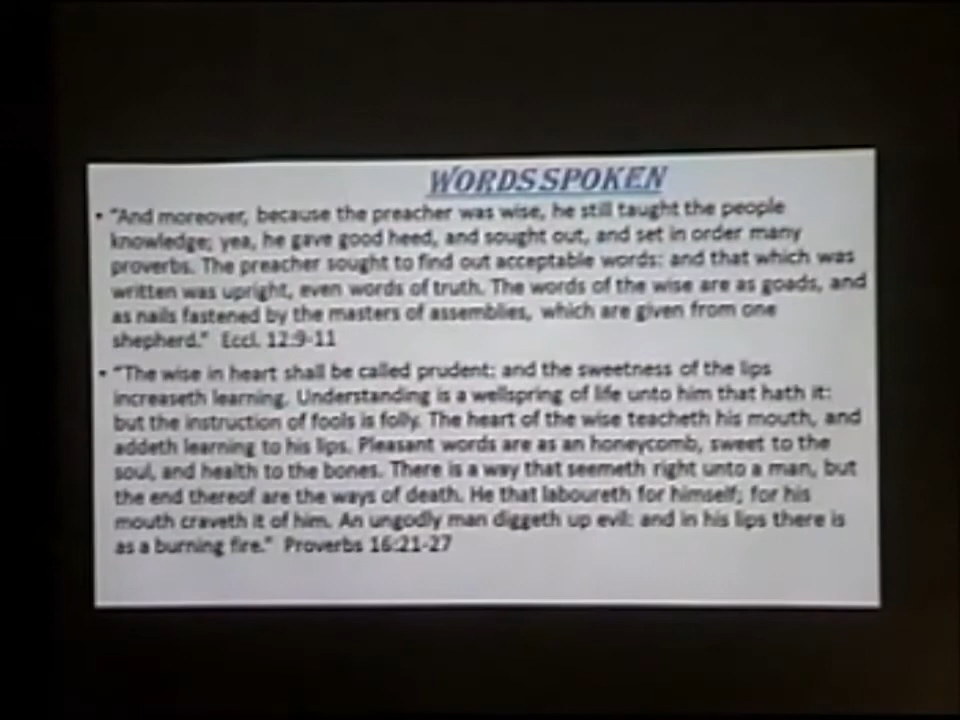 WORDS SPOKEN
• "And moreover, because the preacher was wise, he still taught the people
knowledge; yea, he gave good heed, and sought out, and set in order many
proverbs. The preacher sought to find out acceptable words: and that which was
written was upright, even words of truth. The words of the wise are as goads, and
as nails fastened by the masters of assemblies, which are given from one
shepherd." Eccl. 12:9-11
• "The wise in heart shall be called prudent: and the sweetness of the lips
increaseth learning. Understanding is a wellspring of life unto him that hath it:
but the instruction of fools is folly. The heart of the wise teacheth his mouth, and
addeth learning to his lips. Pleasant words are as an honeycomb, sweet to the
soul, and health to the bones. There is a way that seemeth right unto a man, but
the end thereof are the ways of death. He that laboureth for himself; for his
mouth craveth it of him. An ungodly man diggeth up evil: and in his lips there is
as a burning fire." Proverbs 16:21-27